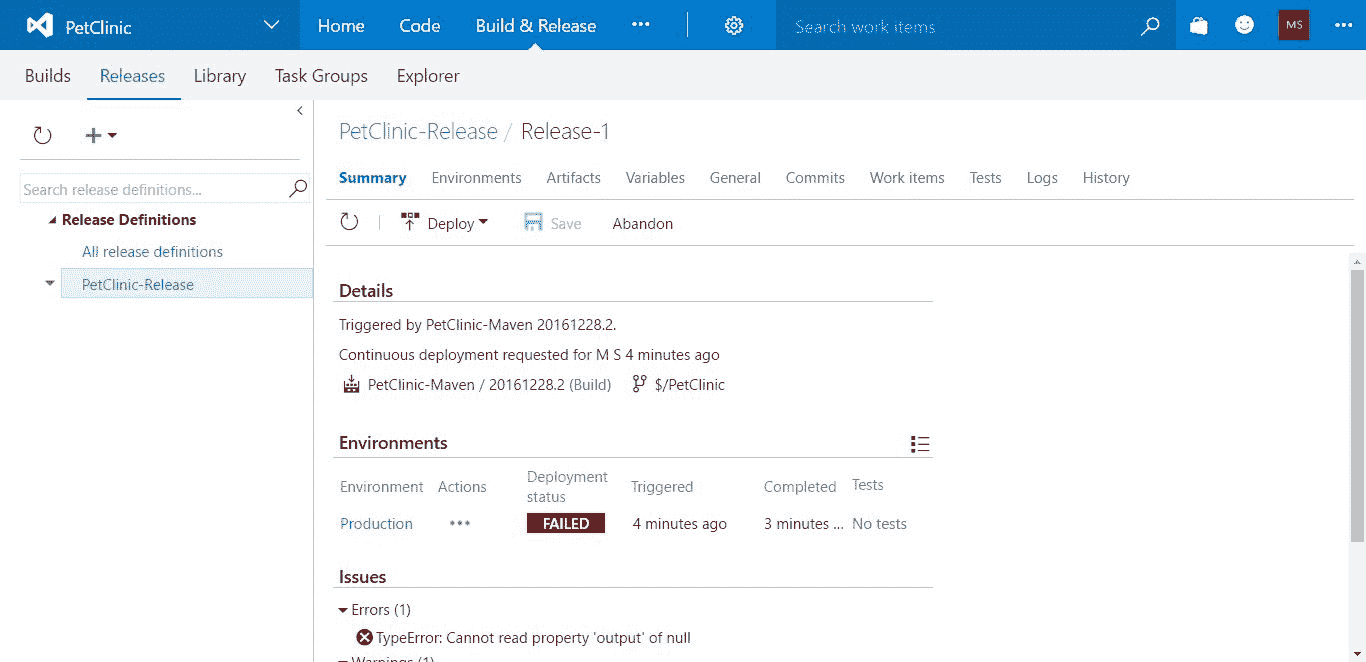 PetClinic Home Code Build & Release ••• Search work items MS •••
Builds Releases Library Task Groups Explorer
PetClinic-Release / Release-1
Summary Environments Artifacts Variables General Commits Work items Tests Logs History
Search release definitions...
Deploy Save Abandon
Release Definitions
All release definitions
PetClinic-Release
Details
Triggered by PetClinic-Maven 20161228.2.
Continuous deployment requested for M S 4 minutes ago
PetClinic-Maven / 20161228.2 (Build) $/PetClinic
Environments
Environment Actions Deployment status Triggered Completed Tests
Production ••• FAILED 4 minutes ago 3 minutes ... No tests
Issues
Errors (1)
TypeError: Cannot read property 'output' of null
Warnings (1)